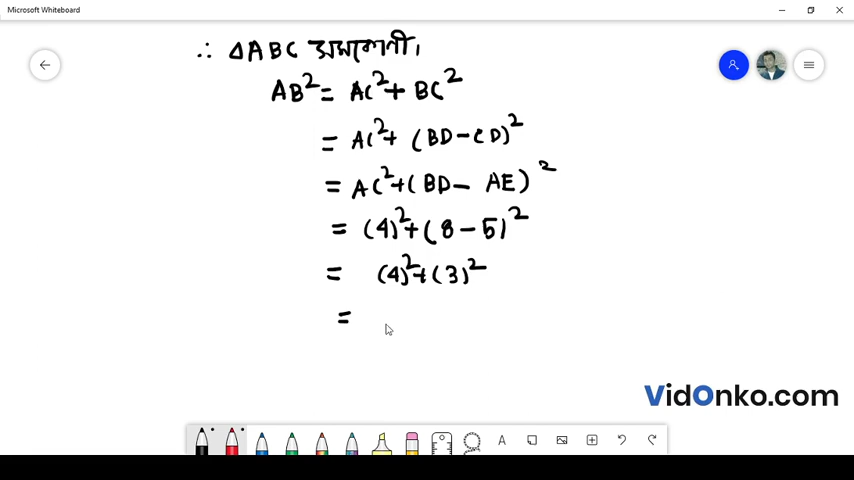 Microsoft Whiteboard
∴ ΔABC সমকোণী।
AB² = AC² + BC²
= AC² + (BD - CD)²
= AC² + (BD - AE)²
= (4)² + (8 - 5)²
= (4)² + (3)²
=
VidOnko.com